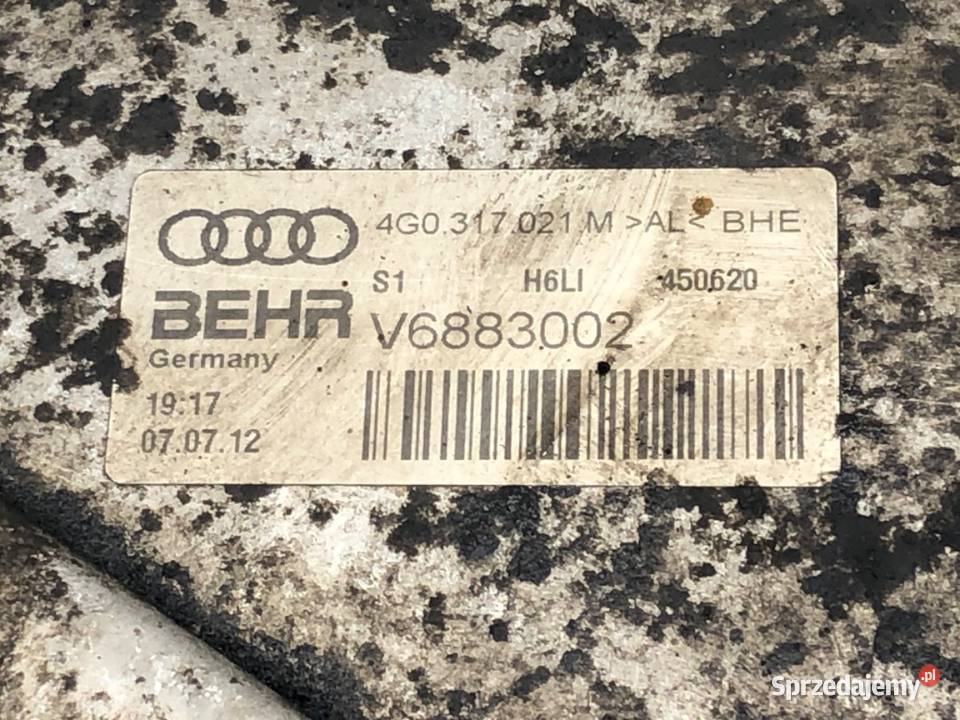 4G0.317.021 M >AL< BHE
S1 H6LI 450620
BEHR V6883002
Germany
19:17
07.07.12
Sprzedajemy.pl